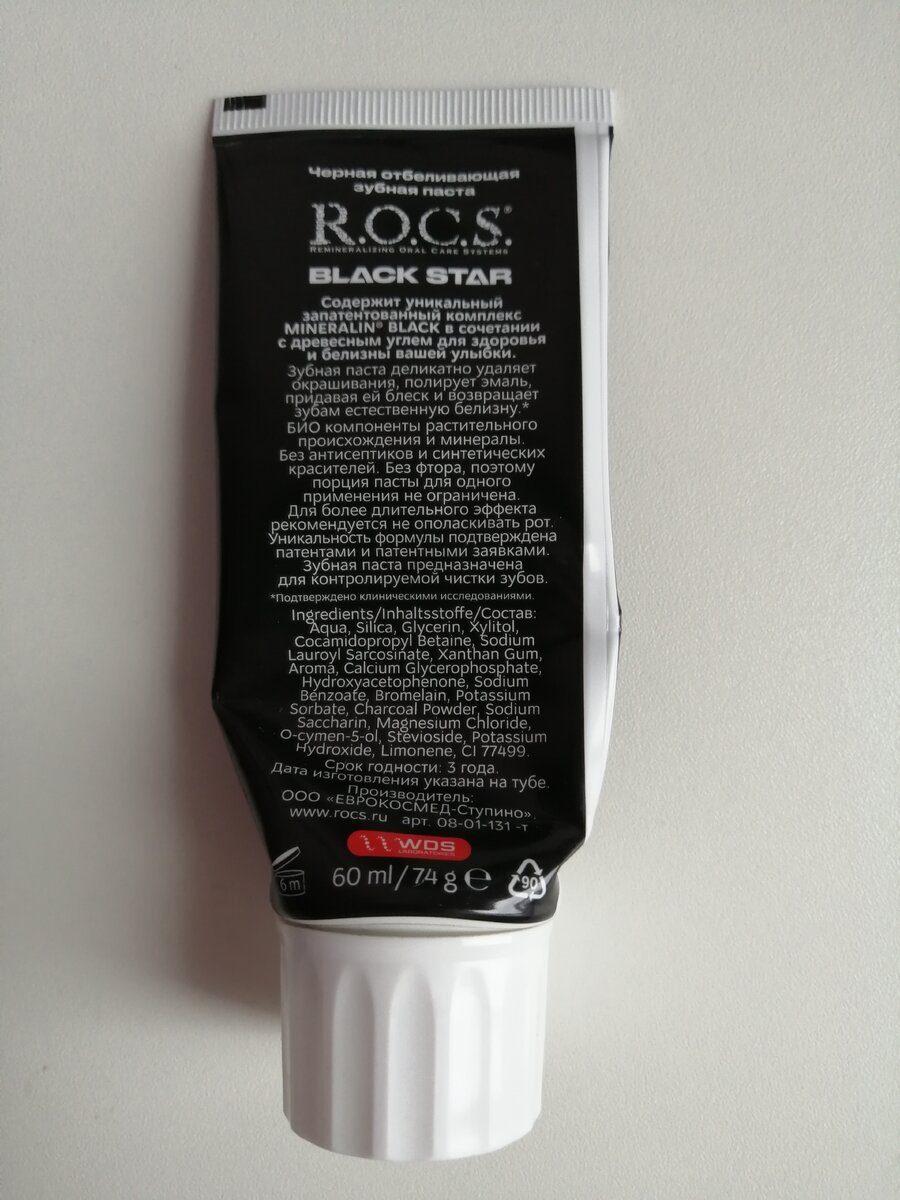 Черная отбеливающая
зубная паста
R.O.C.S.®
REMINERALIZING ORAL CARE SYSTEMS
BLACK STAR
Содержит уникальный
запатентованный комплекс
MINERALIN® BLACK в сочетании
с древесным углем для здоровья
и белизны вашей улыбки.
Зубная паста деликатно удаляет
окрашивания, полирует эмаль,
придавая ей блеск и возвращает
зубам естественную белизну.*
БИО компоненты растительного
происхождения и минералы.
Без антисептиков и синтетических
красителей. Без фтора, поэтому
порция пасты для одного
применения не ограничена.
Для более длительного эффекта
рекомендуется не ополаскивать рот.
Уникальность формулы подтверждена
патентами и патентными заявками.
Зубная паста предназначена
для контролируемой чистки зубов.
*Подтверждено клиническими исследованиями.
Ingredients/Inhaltsstoffe/Состав:
Aqua, Silica, Glycerin, Xylitol,
Cocamidopropyl Betaine, Sodium
Lauroyl Sarcosinate, Xanthan Gum,
Aroma, Calcium Glycerophosphate,
Hydroxyacetophenone, Sodium
Benzoate, Bromelain, Potassium
Sorbate, Charcoal Powder, Sodium
Saccharin, Magnesium Chloride,
O-cymen-5-ol, Stevioside, Potassium
Hydroxide, Limonene, CI 77499.
Срок годности: 3 года.
Дата изготовления указана на тубе.
Производитель:
ООО «ЕВРОКОСМЕД-Ступино».
www.rocs.ru арт. 08-01-131 -т
WDS
LABORATORIES
6m 60 ml/74 g ℮ 90